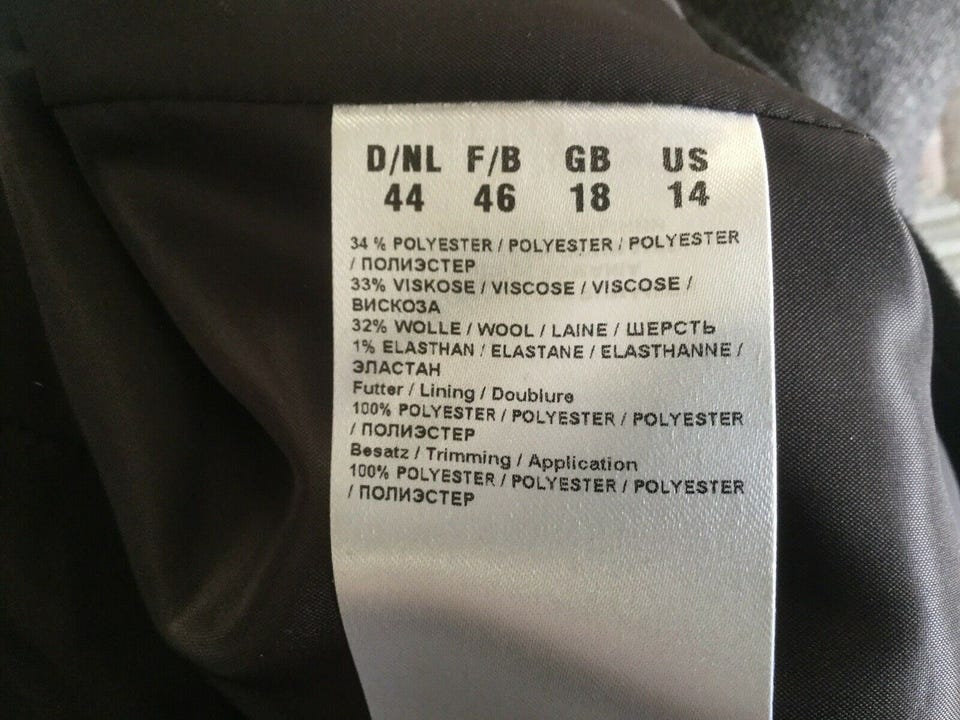 D/NL F/B GB US
44 46 18 14
34 % POLYESTER / POLYESTER / POLYESTER
/ ПОЛИЭСТЕР
33% VISKOSE / VISCOSE / VISCOSE /
ВИСКОЗА
32% WOLLE / WOOL / LAINE / ШЕРСТЬ
1% ELASTHAN / ELASTANE / ELASTHANNE /
ЭЛАСТАН
Futter / Lining / Doublure
100% POLYESTER / POLYESTER / POLYESTER
/ ПОЛИЭСТЕР
Besatz / Trimming / Application
100% POLYESTER / POLYESTER / POLYESTER
/ ПОЛИЭСТЕР